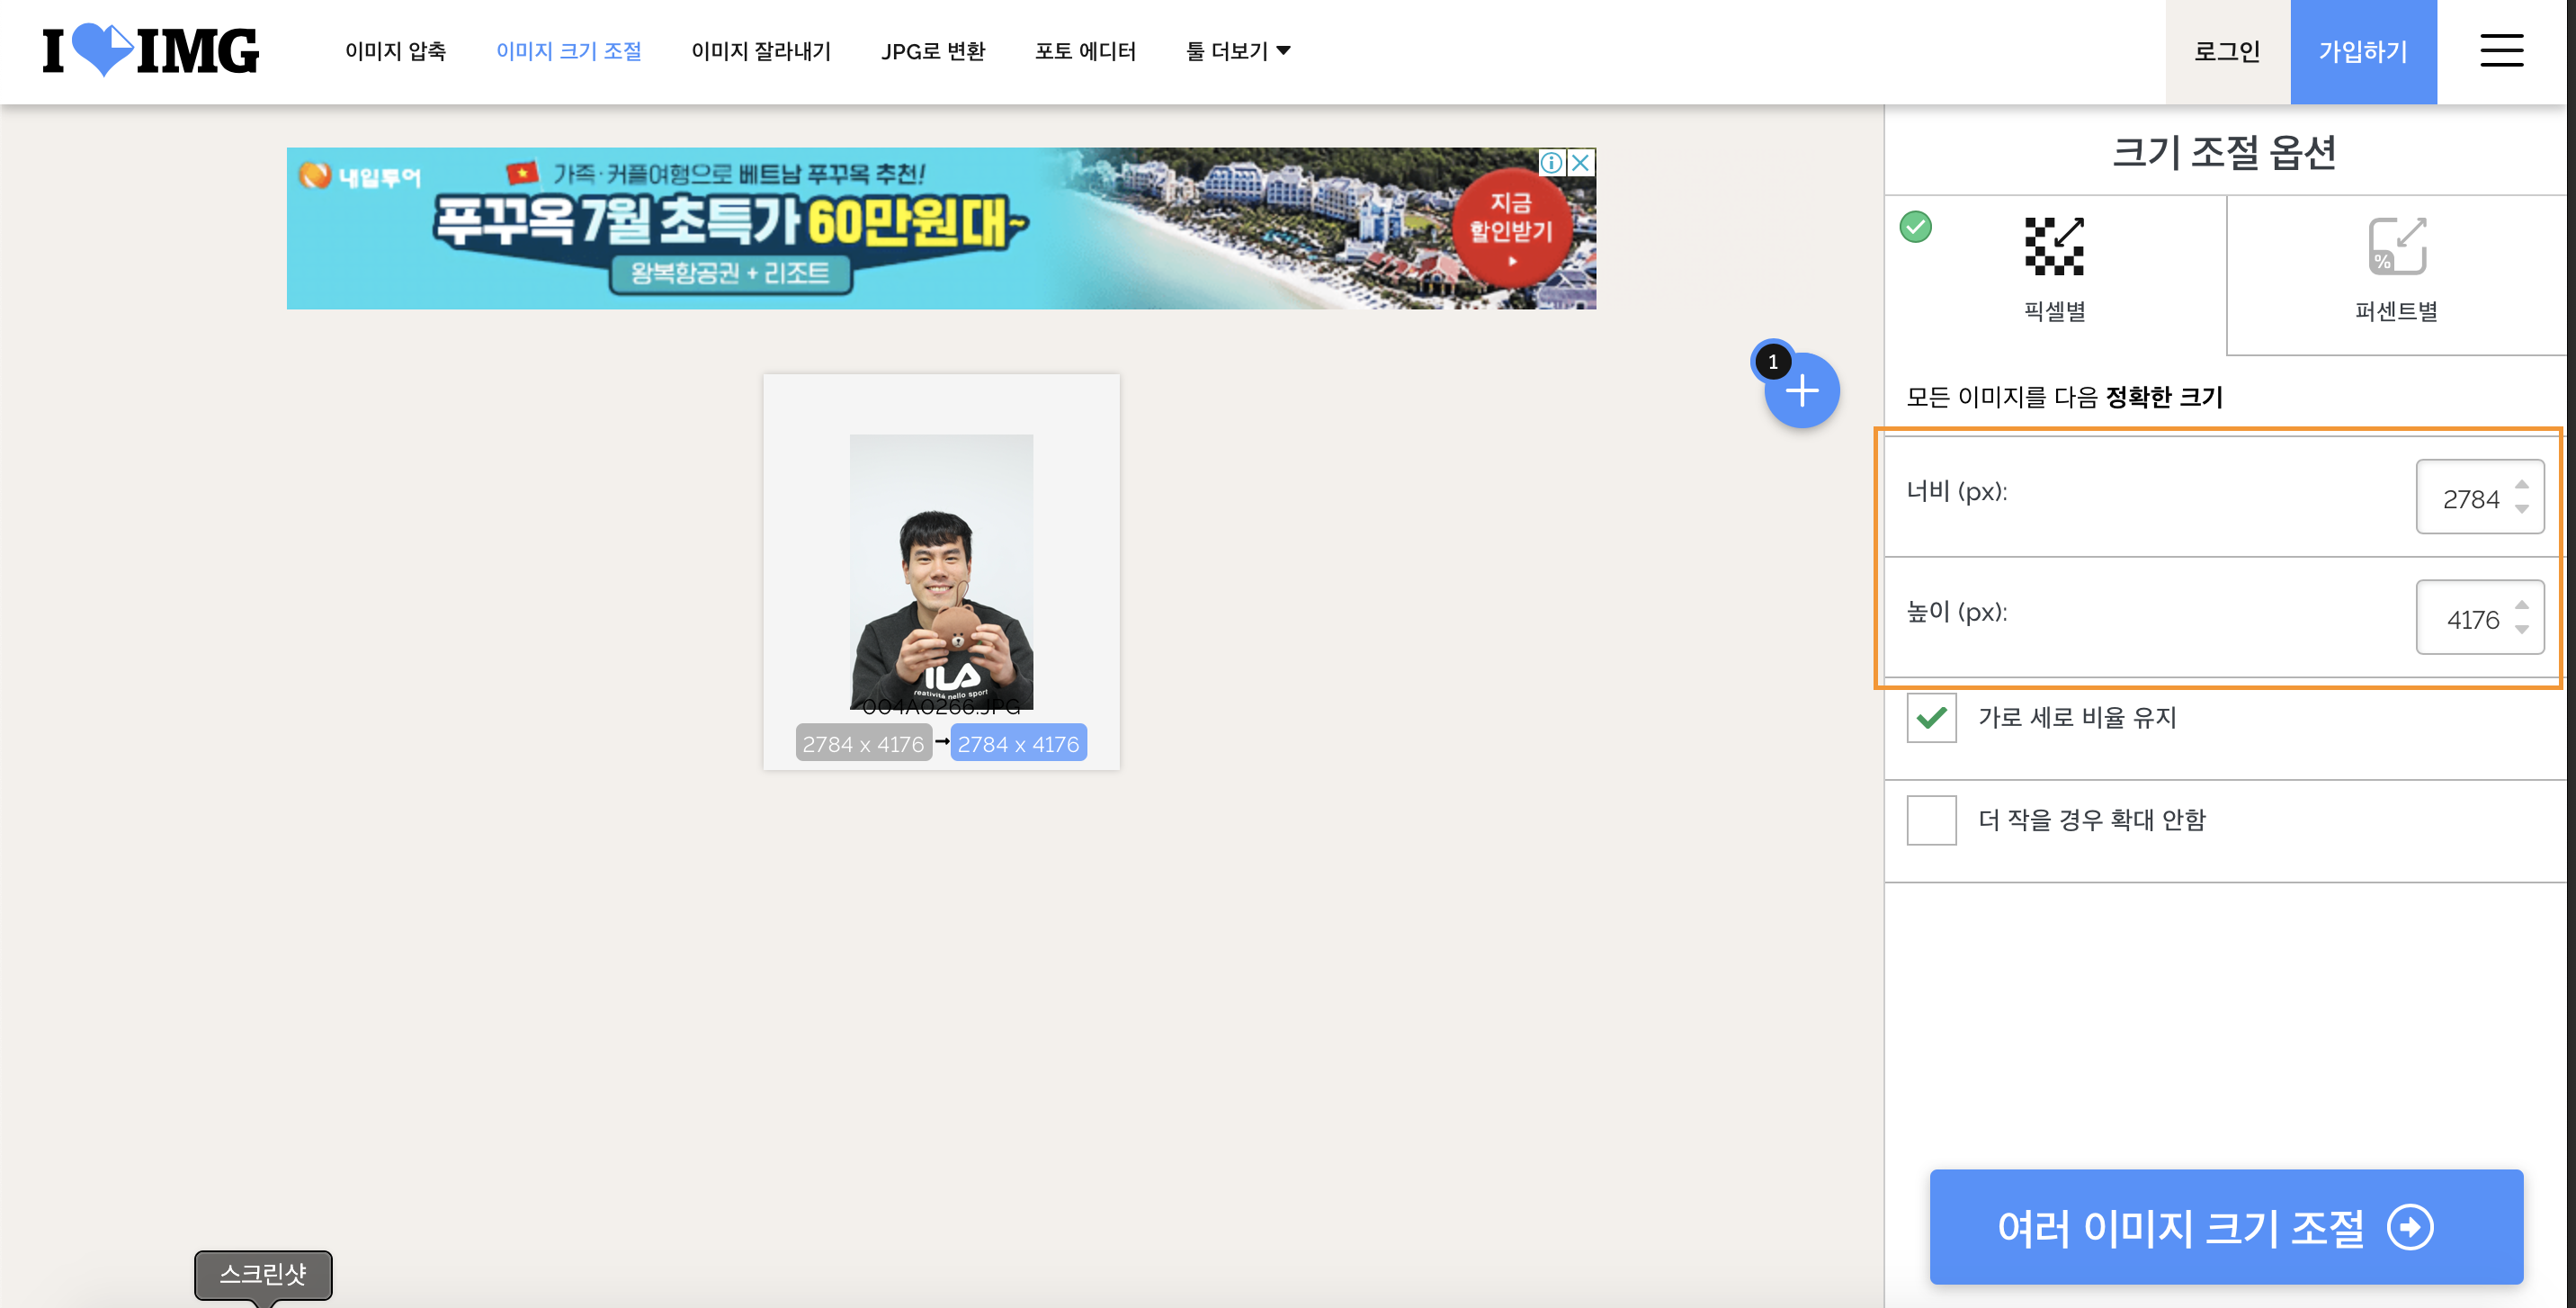 I IMG
이미지 압축
이미지 크기 조절
이미지 잘라내기
JPG로 변환
포토 에디터
툴 더보기
로그인
가입하기
내일투어
가족·커플여행으로 베트남 푸꾸옥 추천!
푸꾸옥 7월 초특가 60만원대~
왕복항공권 + 리조트
지금
할인받기
1
ILA
reatività nello sport
004A0266.JPG
2784 x 4176
2784 x 4176
크기 조절 옵션
픽셀별
%
퍼센트별
모든 이미지를 다음 정확한 크기
너비 (px):
2784
높이 (px):
4176
가로 세로 비율 유지
더 작을 경우 확대 안함
여러 이미지 크기 조절
스크린샷